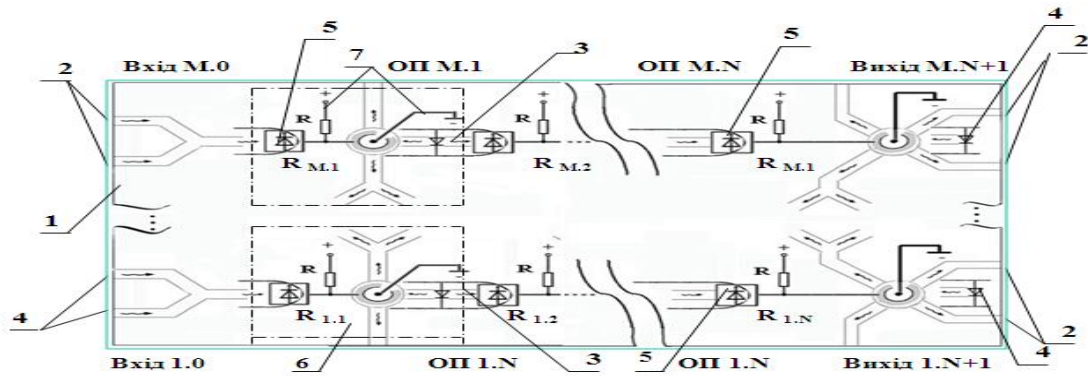 5 4
7 3 5 2
Вхід M.0 ОП M.1 ОП M.N Вихід M.N+1
2
+ + +
R R R
R M.1 R M.2 R M.1
1
+ + +
R R R
4 R 1.1 R 1.2 R 1.N 2
Вхід 1.0 6 ОП 1.N 3 5 ОП 1.N Вихід 1.N+1 4